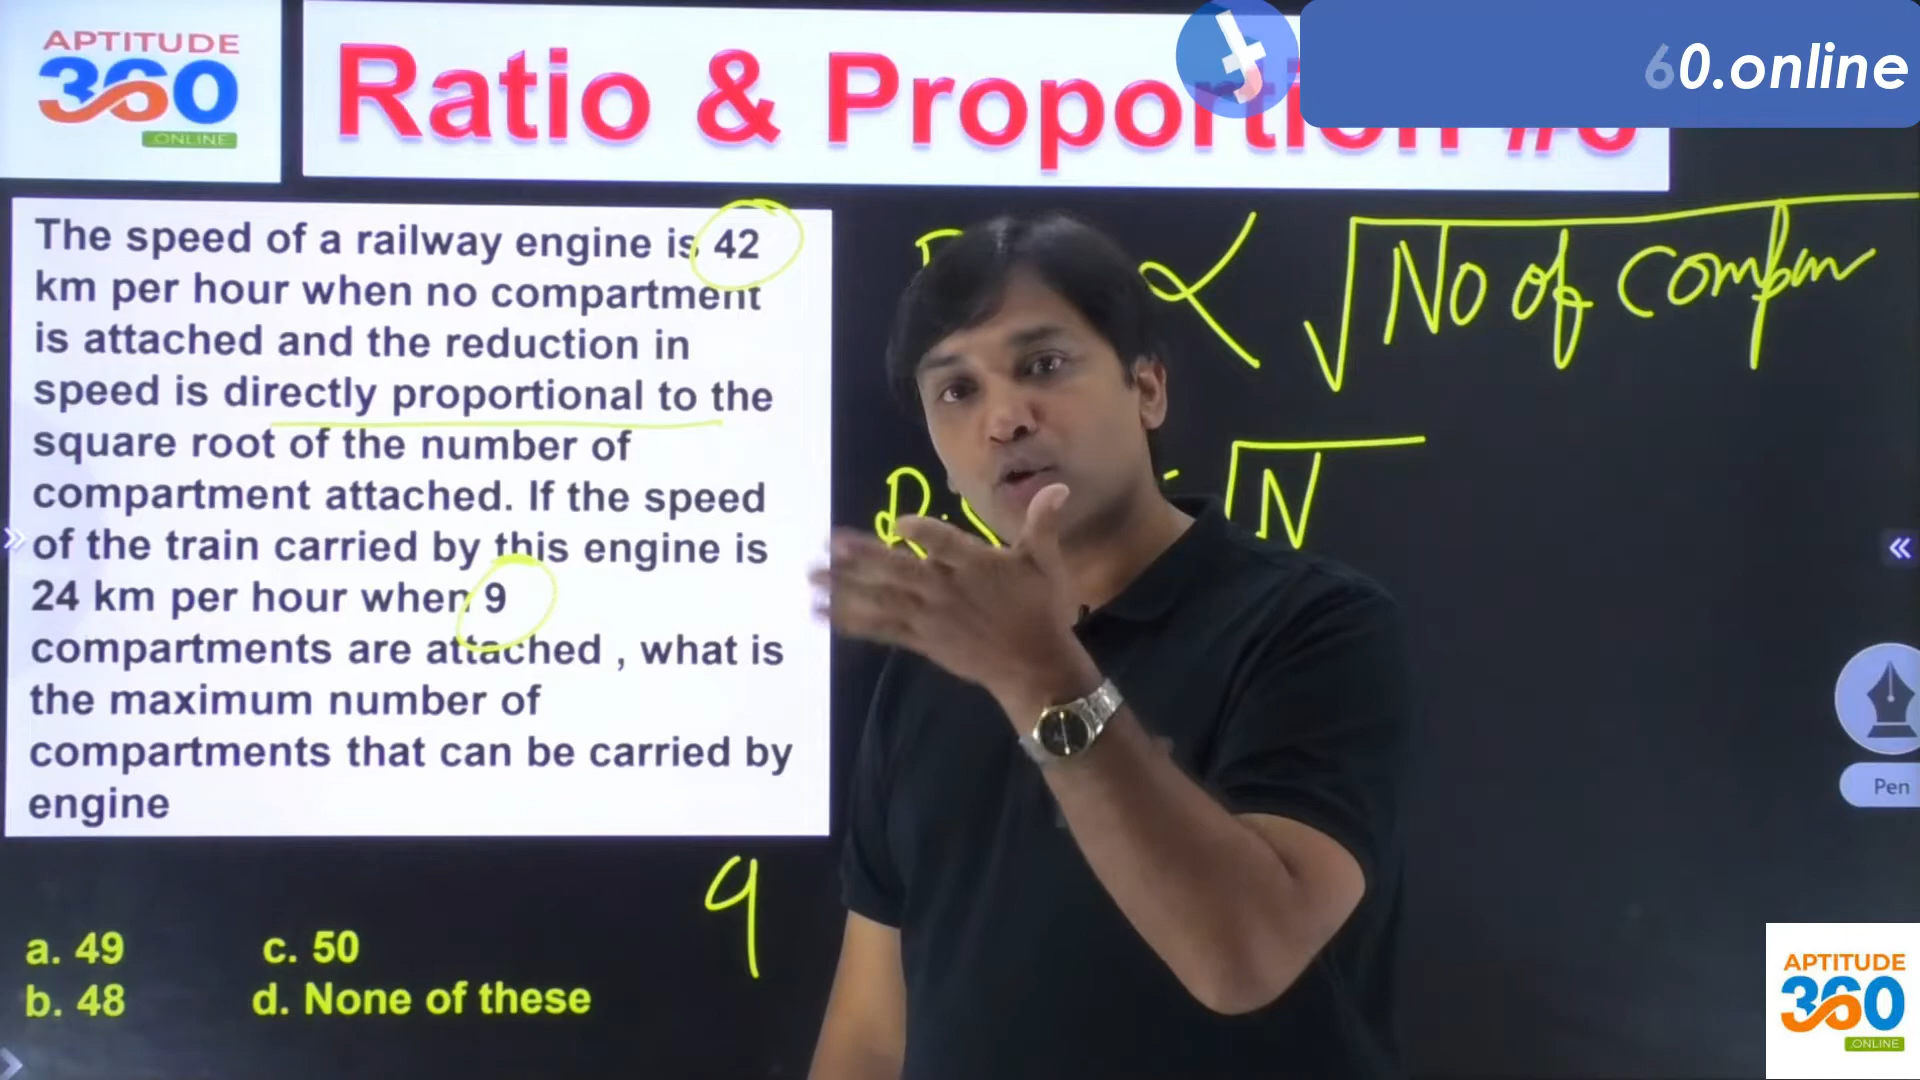 APTITUDE
360
ONLINE
Ratio & Proportion #6
60.online
The speed of a railway engine is 42
km per hour when no compartment
is attached and the reduction in
speed is directly proportional to the
square root of the number of
compartment attached. If the speed
of the train carried by this engine is
24 km per hour when 9
compartments are attached , what is
the maximum number of
compartments that can be carried by
engine
a. 49
c. 50
b. 48
d. None of these
∝ √No of compan
= √N
9
Pen
APTITUDE
360
.ONLINE